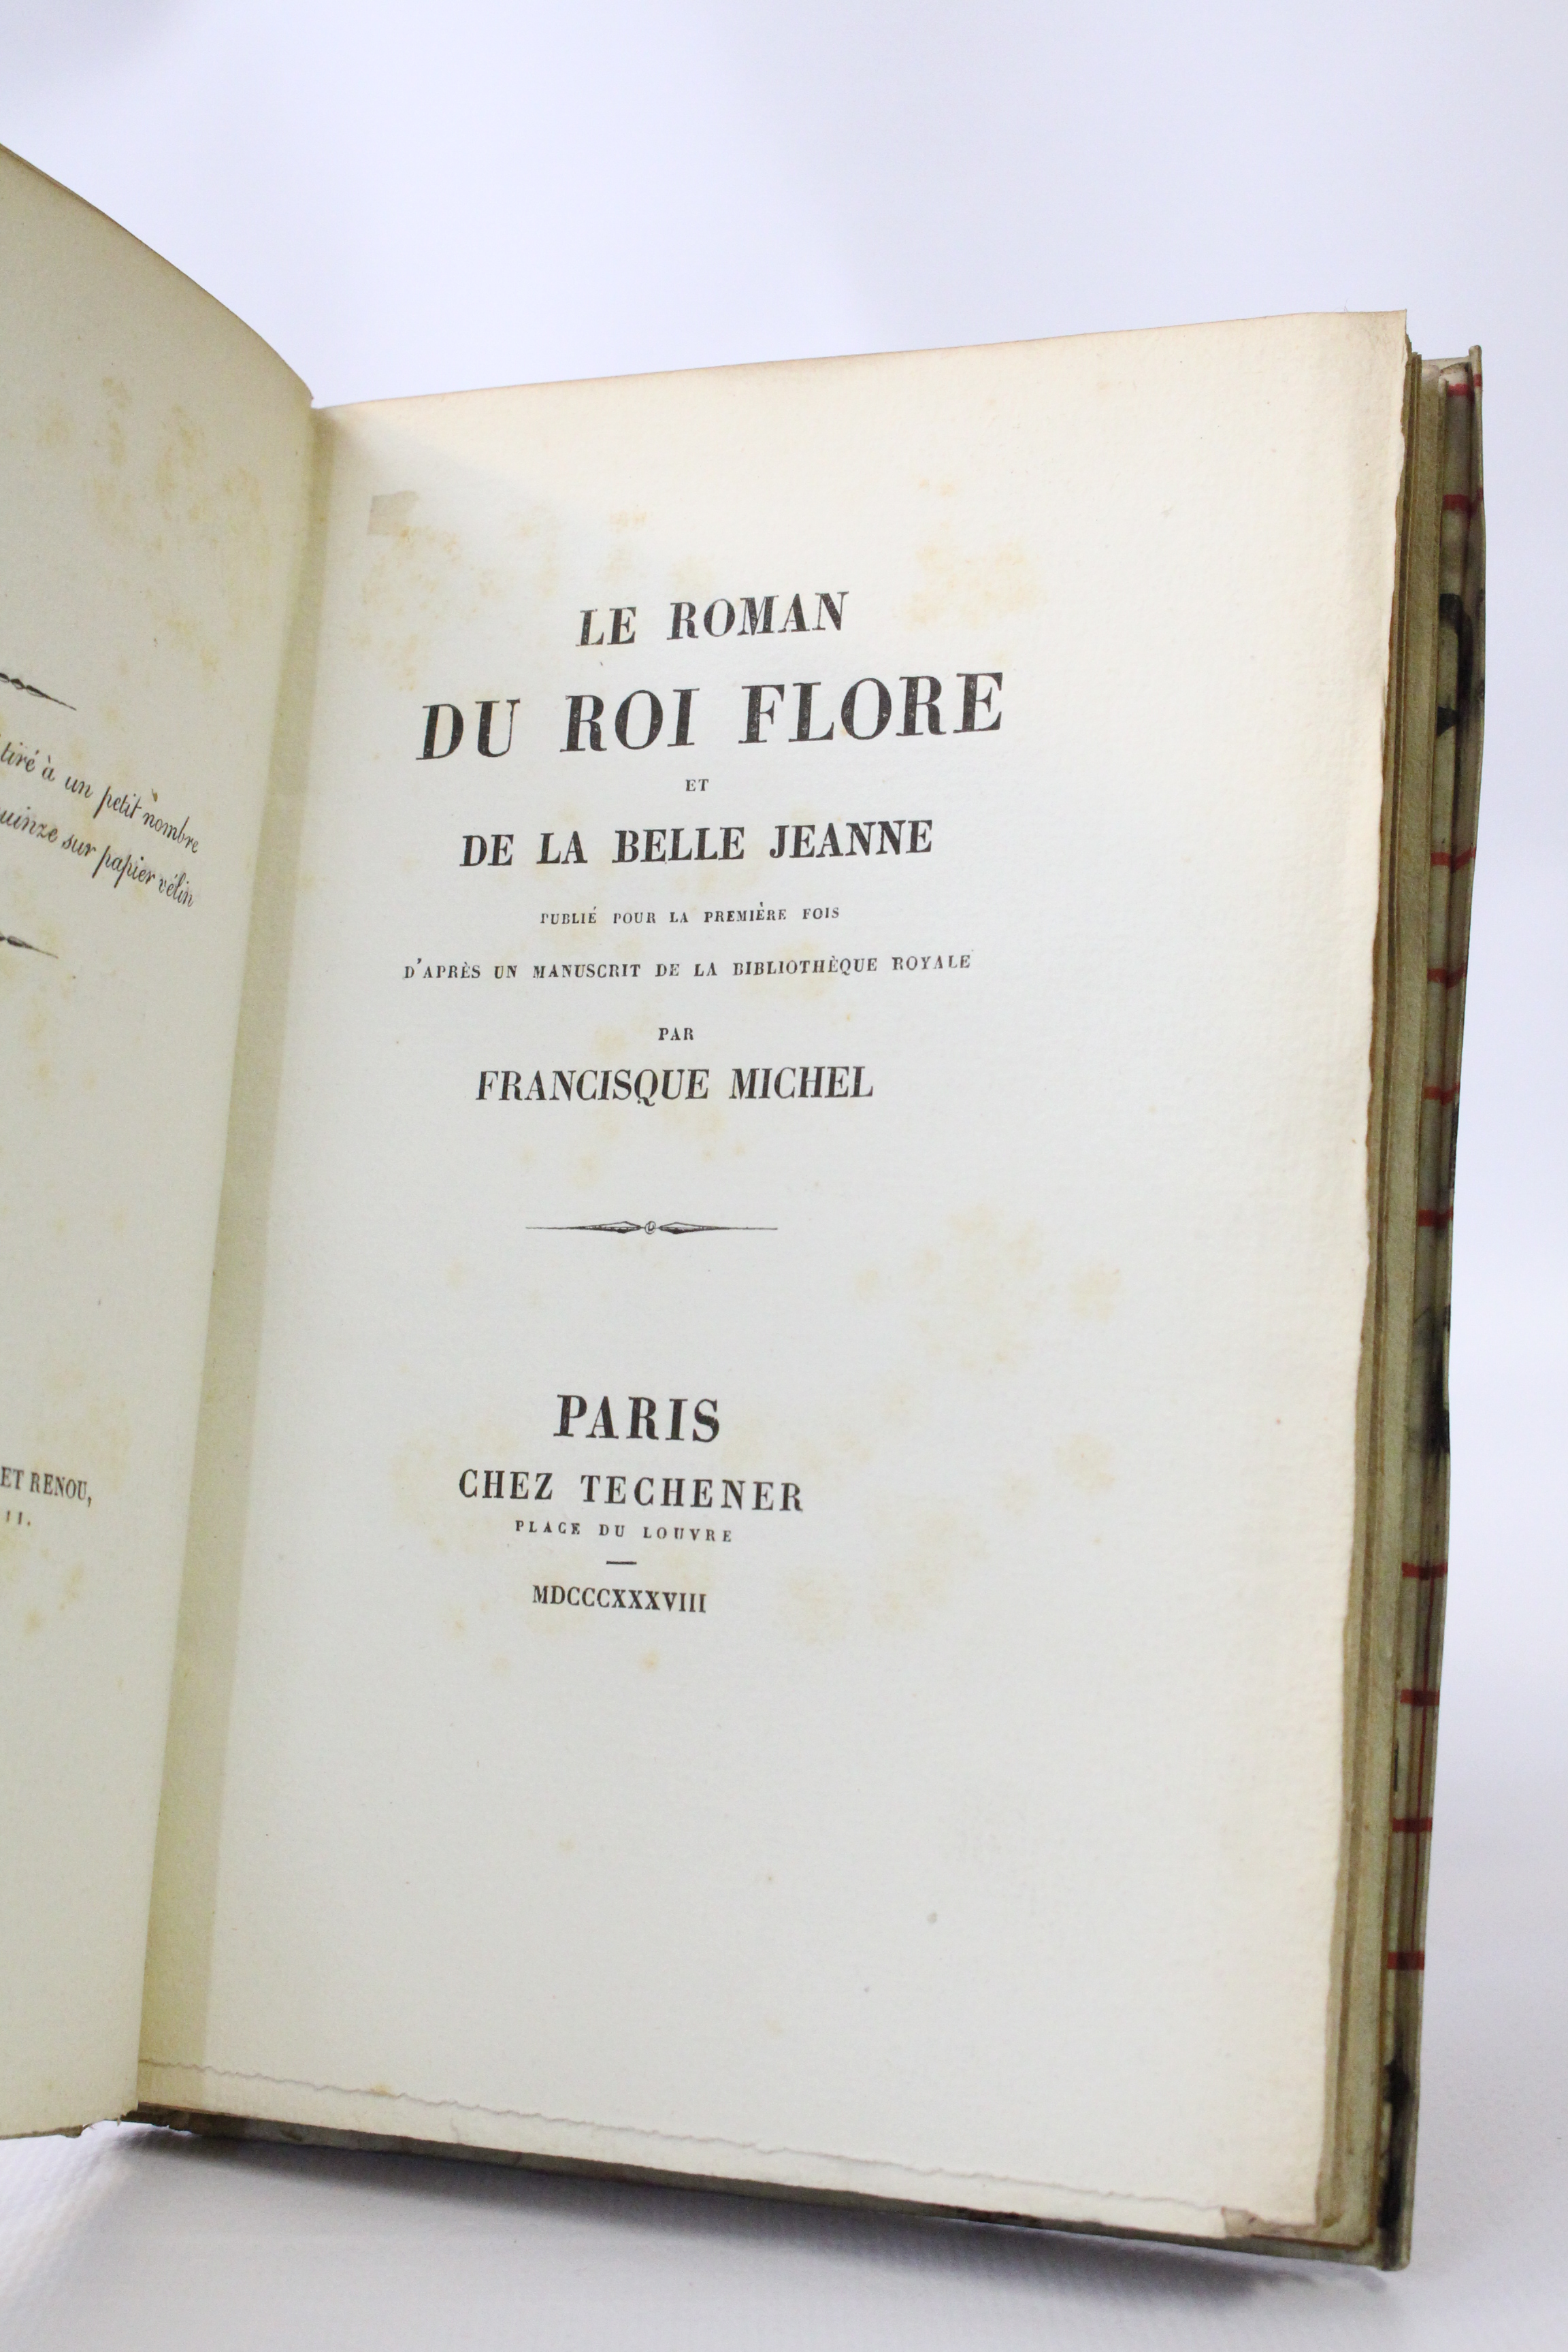 tiré à un petit nombre
quinze sur papier vélin
ET RENOU,
11.
LE ROMAN
DU ROI FLORE
ET
DE LA BELLE JEANNE
PUBLIÉ POUR LA PREMIÈRE FOIS
D'APRÈS UN MANUSCRIT DE LA BIBLIOTHÈQUE ROYALE
PAR
FRANCISQUE MICHEL
PARIS
CHEZ TECHENER
PLACE DU LOUVRE
MDCCCXXXVIII